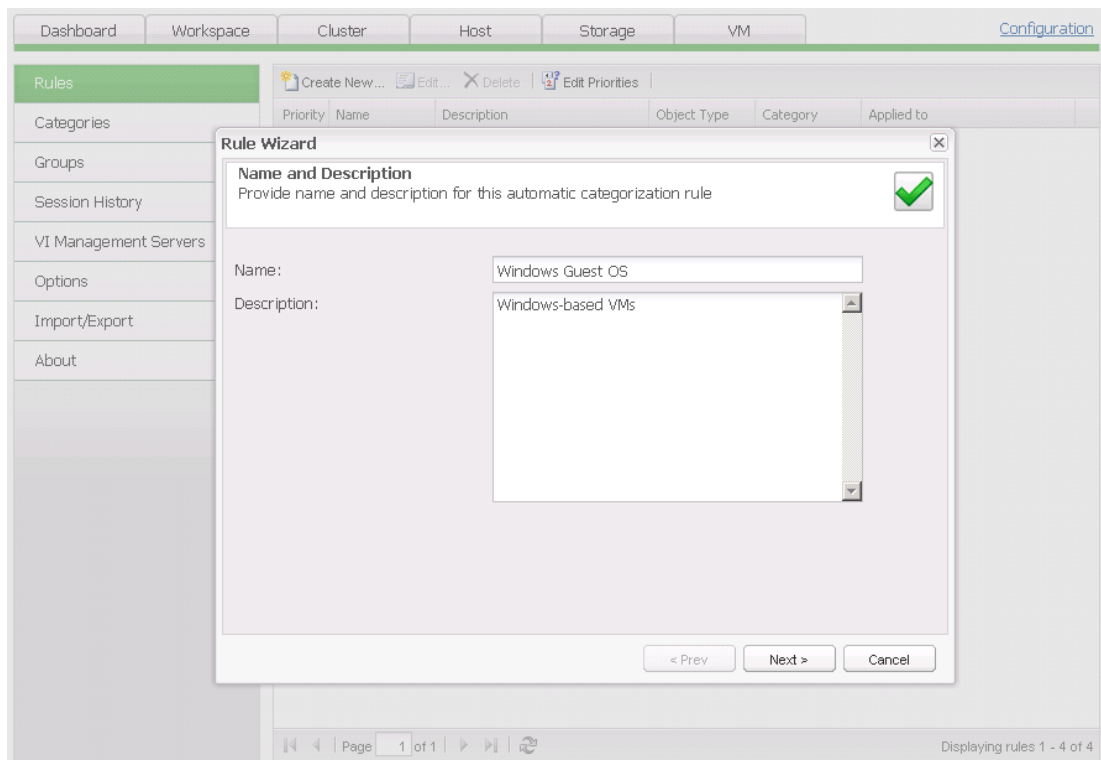 Dashboard Workspace Cluster Host Storage VM Configuration
Rules
Categories
Groups
Session History
VI Management Servers
Options
Import/Export
About
Create New... Edit... Delete Edit Priorities
Priority Name Description Object Type Category Applied to
Rule Wizard
Name and Description
Provide name and description for this automatic categorization rule
Name: Windows Guest OS
Description: Windows-based VMs
< Prev Next > Cancel
Page 1 of 1 Displaying rules 1 - 4 of 4